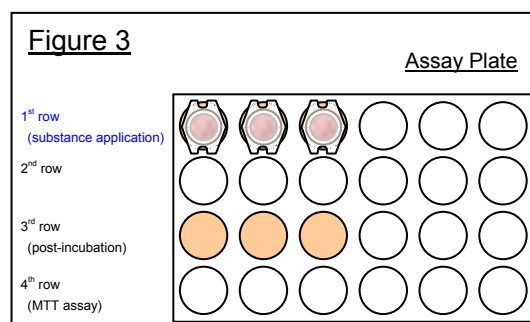 Figure 3
Assay Plate
1st row
(substance application)
2nd row
3rd row
(post-incubation)
4th row
(MTT assay)